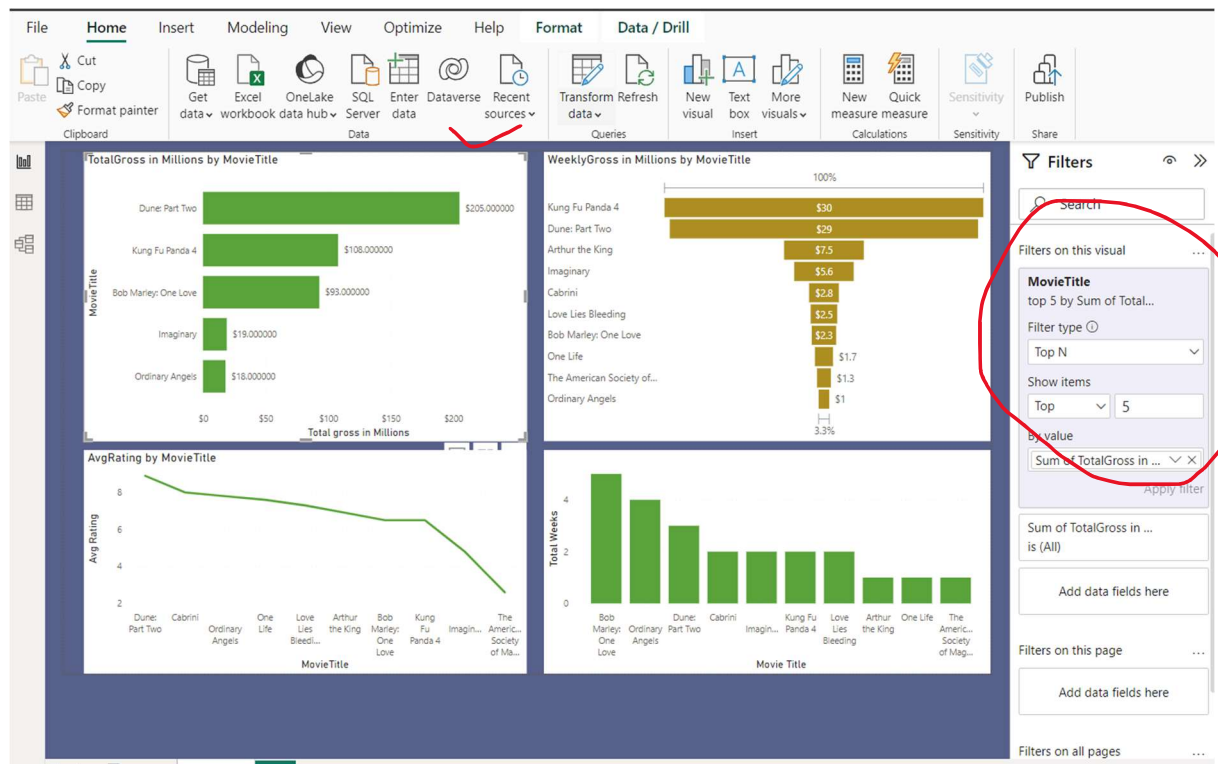 File Home Insert Modeling View Optimize Help Format Data / Drill
Paste
Cut
Copy
Format painter
Clipboard
Get data
Excel workbook
OneLake data hub
SQL Server
Enter data
Dataverse
Recent sources
Data
Transform data
Refresh
Queries
New visual
Text box
More visuals
Insert
New measure
Quick measure
Calculations
Sensitivity
Sensitivity
Publish
Share
TotalGross in Millions by MovieTitle
MovieTitle
Dune: Part Two $205.000000
Kung Fu Panda 4 $108.000000
Bob Marley: One Love $93.000000
Imaginary $19.000000
Ordinary Angels $18.000000
$0 $50 $100 $150 $200
Total gross in Millions
WeeklyGross in Millions by MovieTitle
100%
Kung Fu Panda 4 $30
Dune: Part Two $29
Arthur the King $7.5
Imaginary $5.6
Cabrini $2.8
Love Lies Bleeding $2.5
Bob Marley: One Love $2.3
One Life $1.7
The American Society of... $1.3
Ordinary Angels $1
3.3%
AvgRating by MovieTitle
Avg Rating
8
6
4
2
Dune: Part Two
Cabrini
Ordinary Angels
One Life
Love Lies Bleedi...
Arthur the King
Bob Marley: One Love
Kung Fu Panda 4
Imagin...
The Americ... Society of Ma...
MovieTitle
Total Weeks
4
2
0
Bob Marley: One Love
Ordinary Angels
Dune: Part Two
Cabrini
Imagin...
Kung Fu Panda 4
Love Lies Bleeding
Arthur the King
One Life
The Americ... Society of Mag...
Movie Title
Filters
Search
Filters on this visual ...
MovieTitle
top 5 by Sum of Total...
Filter type
Top N
Show items
Top 5
By value
Sum of TotalGross in ...
Apply filter
Sum of TotalGross in ...
is (All)
Add data fields here
Filters on this page ...
Add data fields here
Filters on all pages ...